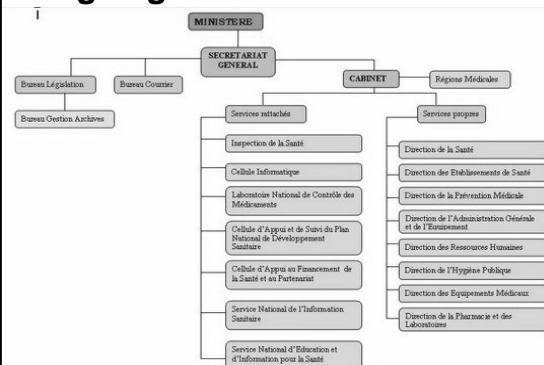 MINISTERE
SECRETARIAT
GENERAL
Bureau Législation
Bureau Courrier
CABINET
Régions Médicales
Bureau Gestion Archives
Services rattachés
Services propres
Inspection de la Santé
Cellule Informatique
Laboratoire National de Contrôle des
Médicaments
Cellule d'Appui et de Suivi du Plan
National de Développement
Sanitaire
Cellule d'Appui au Financement de
la Santé et au Partenariat
Service National de l'Information
Sanitaire
Service National d'Education et
d'Information pour la Santé
Direction de la Santé
Direction des Etablissements de Santé
Direction de la Prévention Médicale
Direction de l'Administration Générale
et de l'Equipement
Direction des Ressources Humaines
Direction de l'Hygiène Publique
Direction des Equipements Médicaux
Direction de la Pharmacie et des
Laboratoires